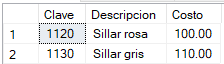 Clave Descripcion Costo
1 1120 Sillar rosa 100.00
2 1130 Sillar gris 110.00